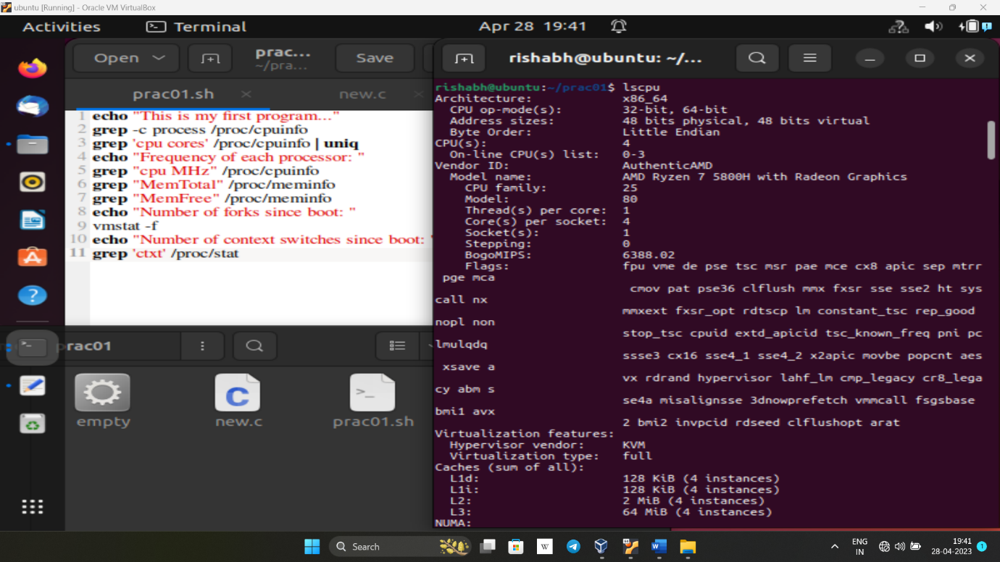 ubuntu [Running] - Oracle VM VirtualBox
Activities
Terminal
Apr 28 19:41
Open
prac...
~/pra...
Save
prac01.sh
new.c
1 echo "This is my first program..."
2 grep -c process /proc/cpuinfo
3 grep 'cpu cores' /proc/cpuinfo | uniq
4 echo "Frequency of each processor: "
5 grep "cpu MHz" /proc/cpuinfo
6 grep "MemTotal" /proc/meminfo
7 grep "MemFree" /proc/meminfo
8 echo "Number of forks since boot: "
9 vmstat -f
10 echo "Number of context switches since boot: "
11 grep 'ctxt' /proc/stat
prac01
empty
new.c
prac01.sh
rishabh@ubuntu: ~/...
rishabh@ubuntu:~/prac01$ lscpu
Architecture: x86_64
CPU op-mode(s): 32-bit, 64-bit
Address sizes: 48 bits physical, 48 bits virtual
Byte Order: Little Endian
CPU(s): 4
On-line CPU(s) list: 0-3
Vendor ID: AuthenticAMD
Model name: AMD Ryzen 7 5800H with Radeon Graphics
CPU family: 25
Model: 80
Thread(s) per core: 1
Core(s) per socket: 4
Socket(s): 1
Stepping: 0
BogoMIPS: 6388.02
Flags: fpu vme de pse tsc msr pae mce cx8 apic sep mtrr
pge mca
cmov pat pse36 clflush mmx fxsr sse sse2 ht sys
call nx
mmxext fxsr_opt rdtscp lm constant_tsc rep_good
nopl non
stop_tsc cpuid extd_apicid tsc_known_freq pni pc
lmulqdq
ssse3 cx16 sse4_1 sse4_2 x2apic movbe popcnt aes
xsave a
vx rdrand hypervisor lahf_lm cmp_legacy cr8_lega
cy abm s
se4a misalignsse 3dnowprefetch vmmcall fsgsbase
bmi1 avx
2 bmi2 invpcid rdseed clflushopt arat
Virtualization features:
Hypervisor vendor: KVM
Virtualization type: full
Caches (sum of all):
L1d: 128 KiB (4 instances)
L1i: 128 KiB (4 instances)
L2: 2 MiB (4 instances)
L3: 64 MiB (4 instances)
NUMA:
Search
W
W
ENG
IN
19:41
28-04-2023
1